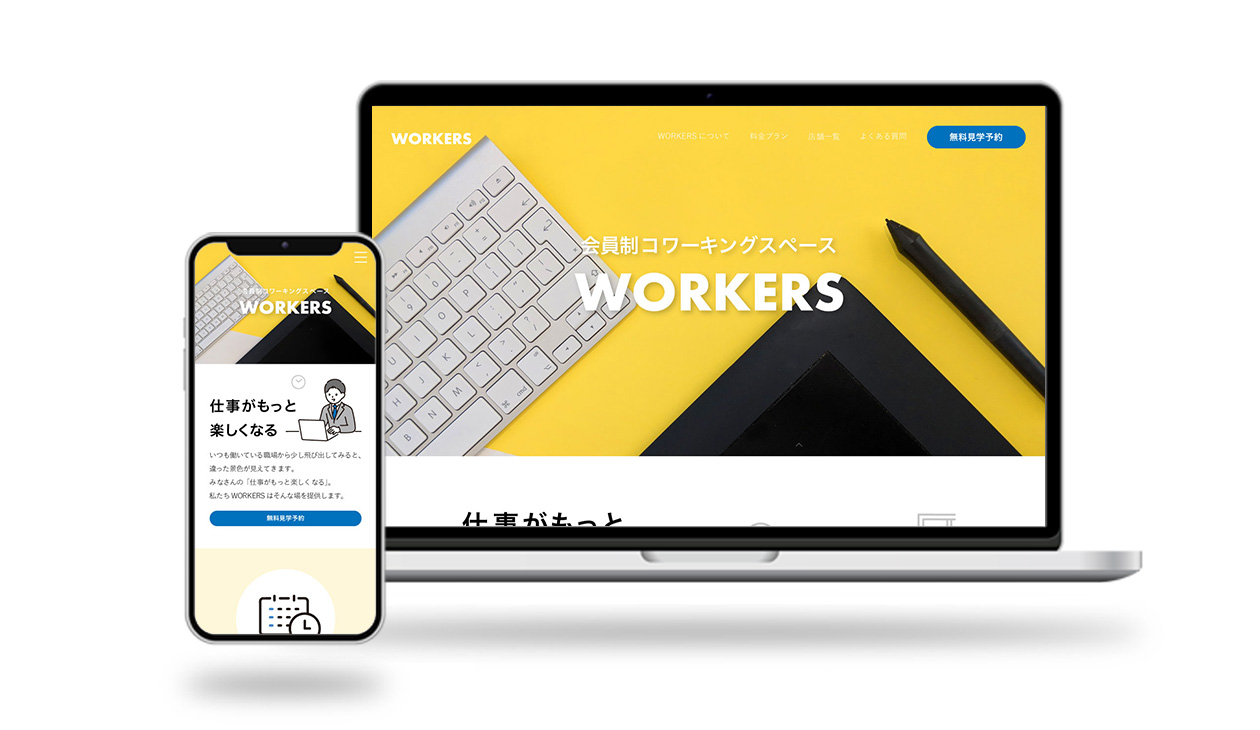 WORKERS
WORKERS について 料金プラン 店舗一覧 よくある質問 無料見学予約
会員制コワーキングスペース
WORKERS
仕事がもっと
会員制コワーキングスペース
WORKERS
仕事がもっと
楽しくなる
いつも働いている職場から少し飛び出してみると、
違った景色が見えてきます。
みなさんの「仕事がもっと楽しくなる」。
私たち WORKERS はそんな場を提供します。
無料見学予約